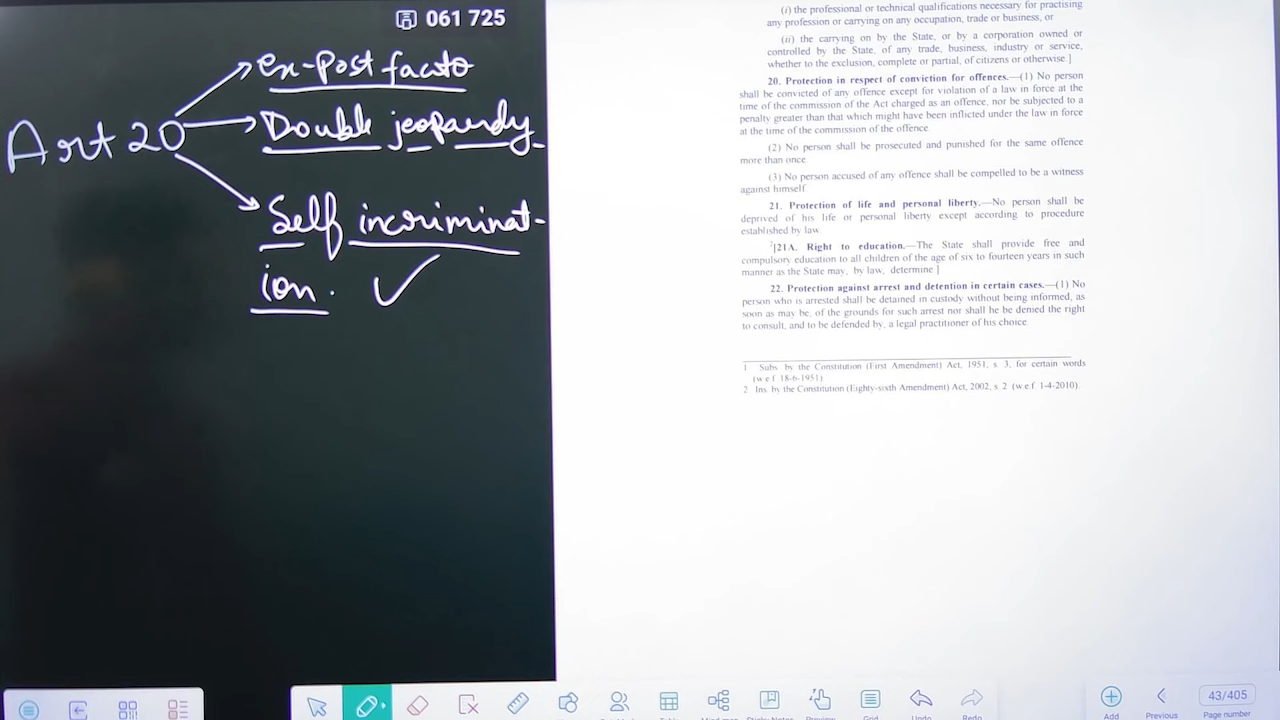 061 725
Art 20
ex-Post facto
Double jeopardy
Self incriminat-
ion.
(i) the professional or technical qualifications necessary for practising
any profession or carrying on any occupation, trade or business, or
(ii) the carrying on by the State, or by a corporation owned or
controlled by the State, of any trade, business, industry or service,
whether to the exclusion, complete or partial, of citizens or otherwise.]
20. Protection in respect of conviction for offences.—(1) No person
shall be convicted of any offence except for violation of a law in force at the
time of the commission of the Act charged as an offence, nor be subjected to a
penalty greater than that which might have been inflicted under the law in force
at the time of the commission of the offence.
(2) No person shall be prosecuted and punished for the same offence
more than once.
(3) No person accused of any offence shall be compelled to be a witness
against himself.
21. Protection of life and personal liberty.—No person shall be
deprived of his life or personal liberty except according to procedure
established by law.
2[21A. Right to education.—The State shall provide free and
compulsory education to all children of the age of six to fourteen years in such
manner as the State may, by law, determine.]
22. Protection against arrest and detention in certain cases.—(1) No
person who is arrested shall be detained in custody without being informed, as
soon as may be, of the grounds for such arrest nor shall he be denied the right
to consult, and to be defended by, a legal practitioner of his choice.
1 Subs. by the Constitution (First Amendment) Act, 1951, s. 3, for certain words
(w.e.f. 18-6-1951).
2 Ins. by the Constitution (Eighty-sixth Amendment) Act, 2002, s. 2 (w.e.f. 1-4-2010).
43/405
Add Previous Page number